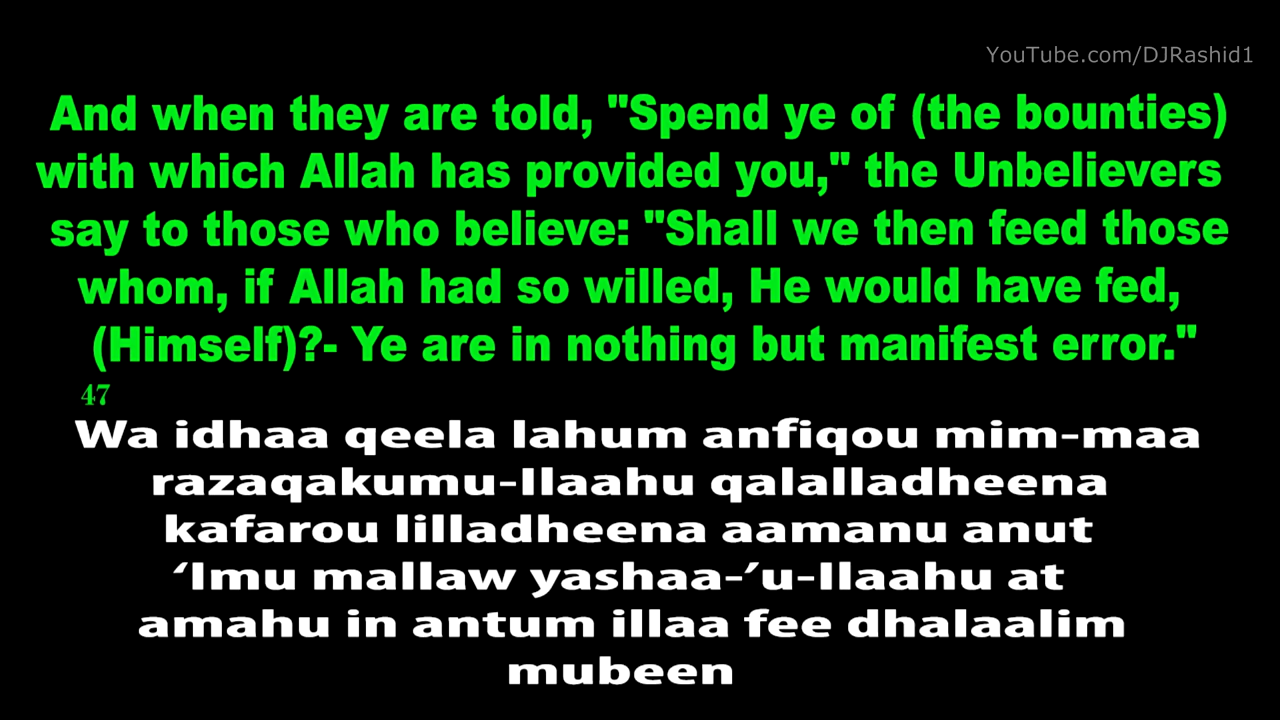 YouTube.com/DJRashid1
And when they are told, "Spend ye of (the bounties)
with which Allah has provided you," the Unbelievers
say to those who believe: "Shall we then feed those
whom, if Allah had so willed, He would have fed,
(Himself)?- Ye are in nothing but manifest error."
47
Wa idhaa qeela lahum anfiqou mim-maa
razaqakumu-Ilaahu qalalladheena
kafarou lilladheena aamanu anut
‘Imu mallaw yashaa-’u-Ilaahu at
amahu in antum illaa fee dhalaalim
mubeen